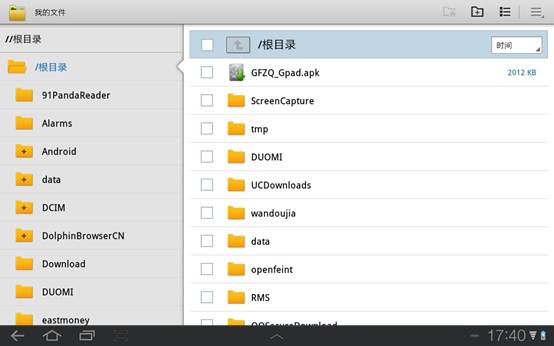 我的文件
//根目录
/根目录
91PandaReader
Alarms
Android
data
DCIM
DolphinBrowserCN
Download
DUOMI
eastmoney
/根目录
时间
GFZQ_Gpad.apk
2012 KB
ScreenCapture
tmp
DUOMI
UCDownloads
wandoujia
data
openfeint
RMS
QQSecureDownload
17:40